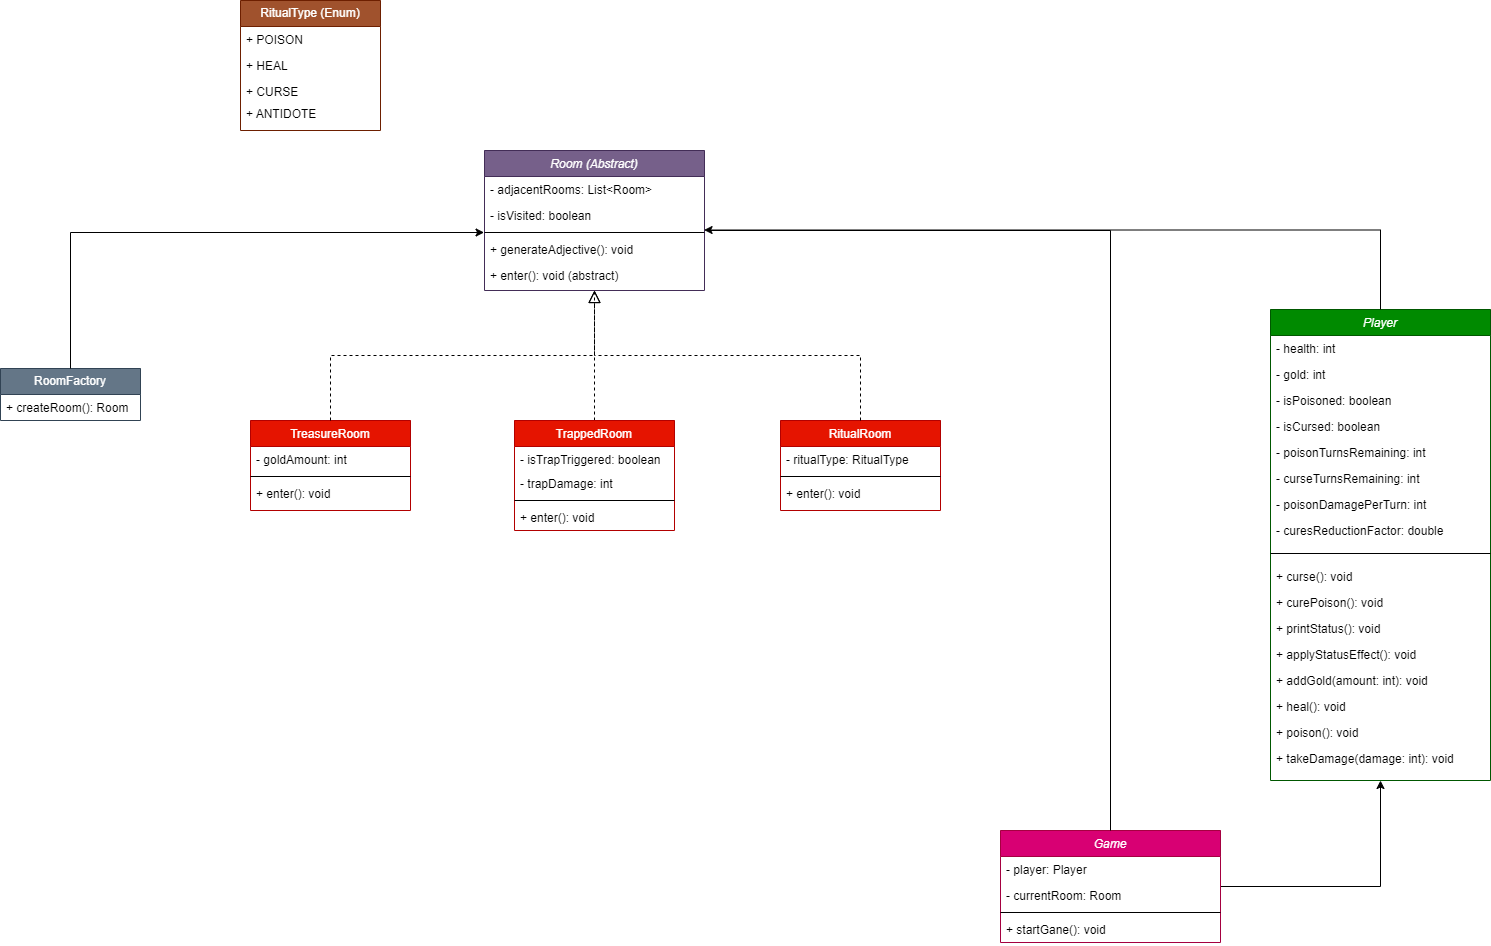 RitualType (Enum)
+ POISON
+ HEAL
+ CURSE
+ ANTIDOTE
Room (Abstract)
- adjacentRooms: List<Room>
- isVisited: boolean
+ generateAdjective(): void
+ enter(): void (abstract)
RoomFactory
+ createRoom(): Room
TreasureRoom
- goldAmount: int
+ enter(): void
TrappedRoom
- isTrapTriggered: boolean
- trapDamage: int
+ enter(): void
RitualRoom
- ritualType: RitualType
+ enter(): void
Player
- health: int
- gold: int
- isPoisoned: boolean
- isCursed: boolean
- poisonTurnsRemaining: int
- curseTurnsRemaining: int
- poisonDamagePerTurn: int
- curesReductionFactor: double
+ curse(): void
+ curePoison(): void
+ printStatus(): void
+ applyStatusEffect(): void
+ addGold(amount: int): void
+ heal(): void
+ poison(): void
+ takeDamage(damage: int): void
Game
- player: Player
- currentRoom: Room
+ startGane(): void